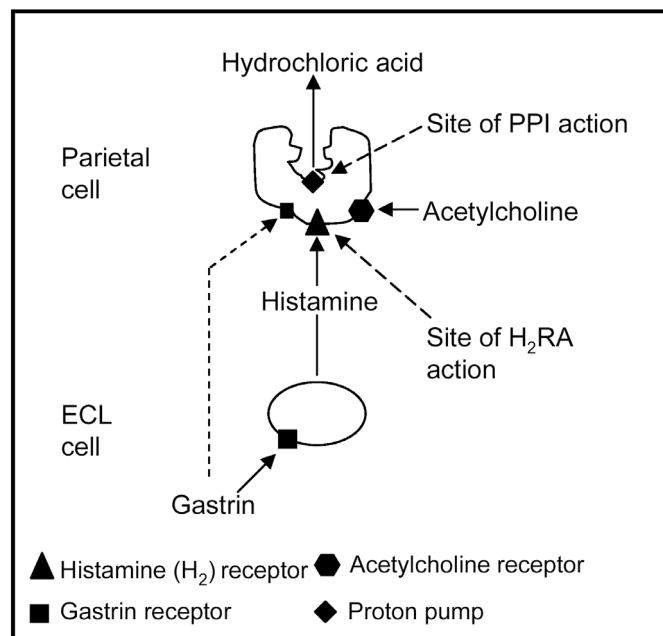 Hydrochloric acid
Site of PPI action
Parietal
cell
Acetylcholine
Histamine
Site of H₂RA
action
ECL
cell
Gastrin
Histamine (H₂) receptor
Acetylcholine receptor
Gastrin receptor
Proton pump